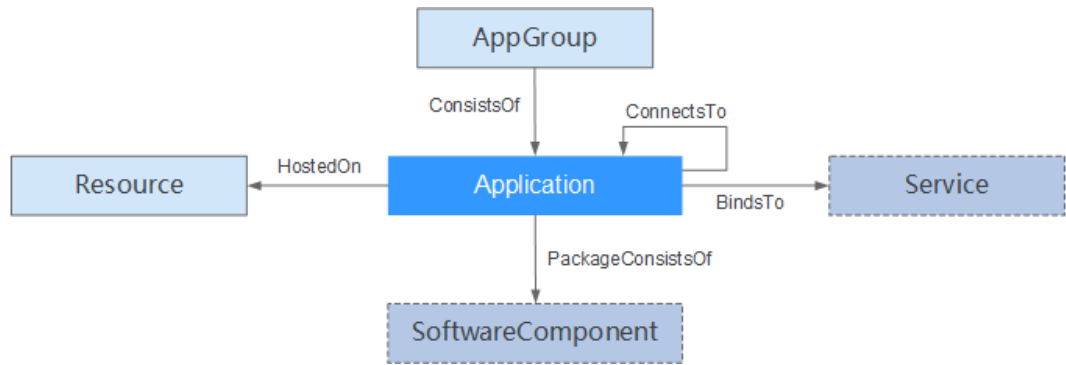 AppGroup
ConsistsOf
ConnectsTo
HostedOn
Resource
Application
Service
BindsTo
PackageConsistsOf
SoftwareComponent